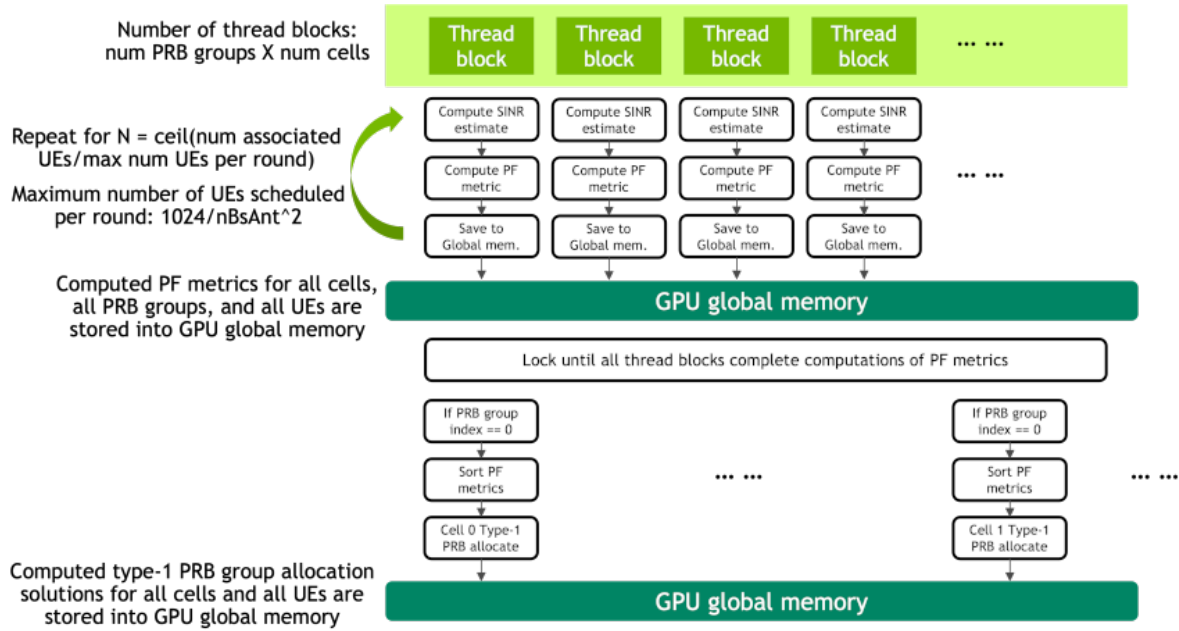 Number of thread blocks:
num PRB groups X num cells
Thread
block
Thread
block
Thread
block
Thread
block
... ...
Repeat for N = ceil(num associated
UEs/max num UEs per round)
Maximum number of UEs scheduled
per round: 1024/nBsAnt^2
Compute SINR
estimate
Compute SINR
estimate
Compute SINR
estimate
Compute SINR
estimate
Compute PF
metric
Compute PF
metric
Compute PF
metric
Compute PF
metric
... ...
Save to
Global mem.
Save to
Global mem.
Save to
Global mem.
Save to
Global mem.
Computed PF metrics for all cells,
all PRB groups, and all UEs are
stored into GPU global memory
GPU global memory
Lock until all thread blocks complete computations of PF metrics
If PRB group
index == 0
If PRB group
index == 0
Sort PF
metrics
... ...
Sort PF
metrics
... ...
Cell 0 Type-1
PRB allocate
Cell 1 Type-1
PRB allocate
Computed type-1 PRB group allocation
solutions for all cells and all UEs are
stored into GPU global memory
GPU global memory